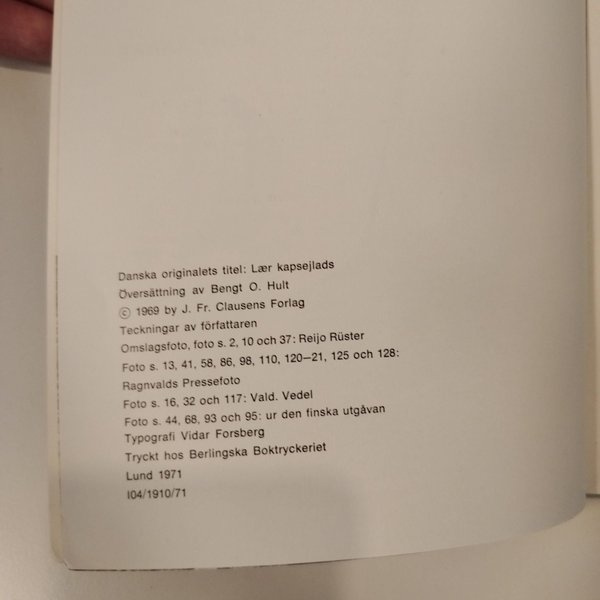 Danska originalets titel: Lær kapsejlads
Översättning av Bengt O. Hult
© 1969 by J. Fr. Clausens Forlag
Teckningar av författaren
Omslagsfoto, foto s. 2, 10 och 37: Reijo Rüster
Foto s. 13, 41, 58, 86, 98, 110, 120—21, 125 och 128:
Ragnvalds Pressefoto
Foto s. 16, 32 och 117: Vald. Vedel
Foto s. 44, 68, 93 och 95: ur den finska utgåvan
Typografi Vidar Forsberg
Tryckt hos Berlingska Boktryckeriet
Lund 1971
I04/1910/71